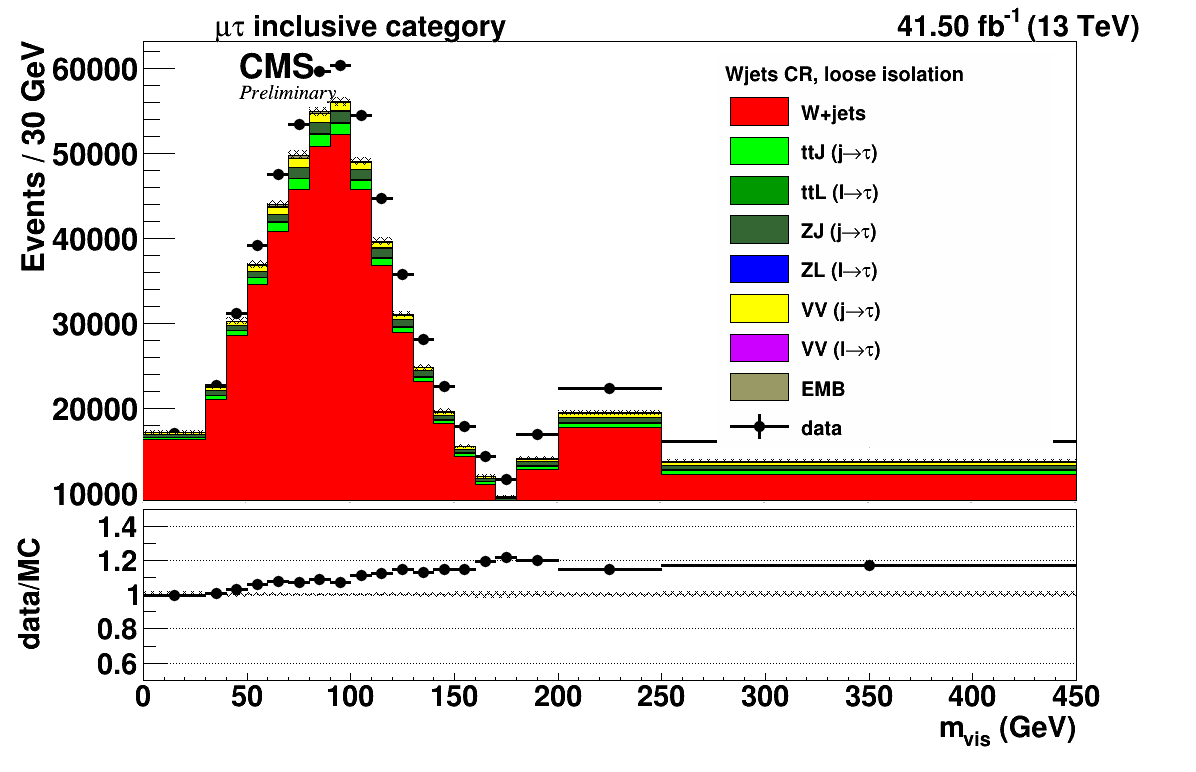 μτ inclusive category
41.50 fb-1 (13 TeV)
CMS
Preliminary
Events / 30 GeV
60000
50000
40000
30000
20000
10000
Wjets CR, loose isolation
W+jets
ttJ (j→τ)
ttL (l→τ)
ZJ (j→τ)
ZL (l→τ)
VV (j→τ)
VV (l→τ)
EMB
data
data/MC
1.4
1.2
1
0.8
0.6
0 50 100 150 200 250 300 350 400 450
mvis (GeV)